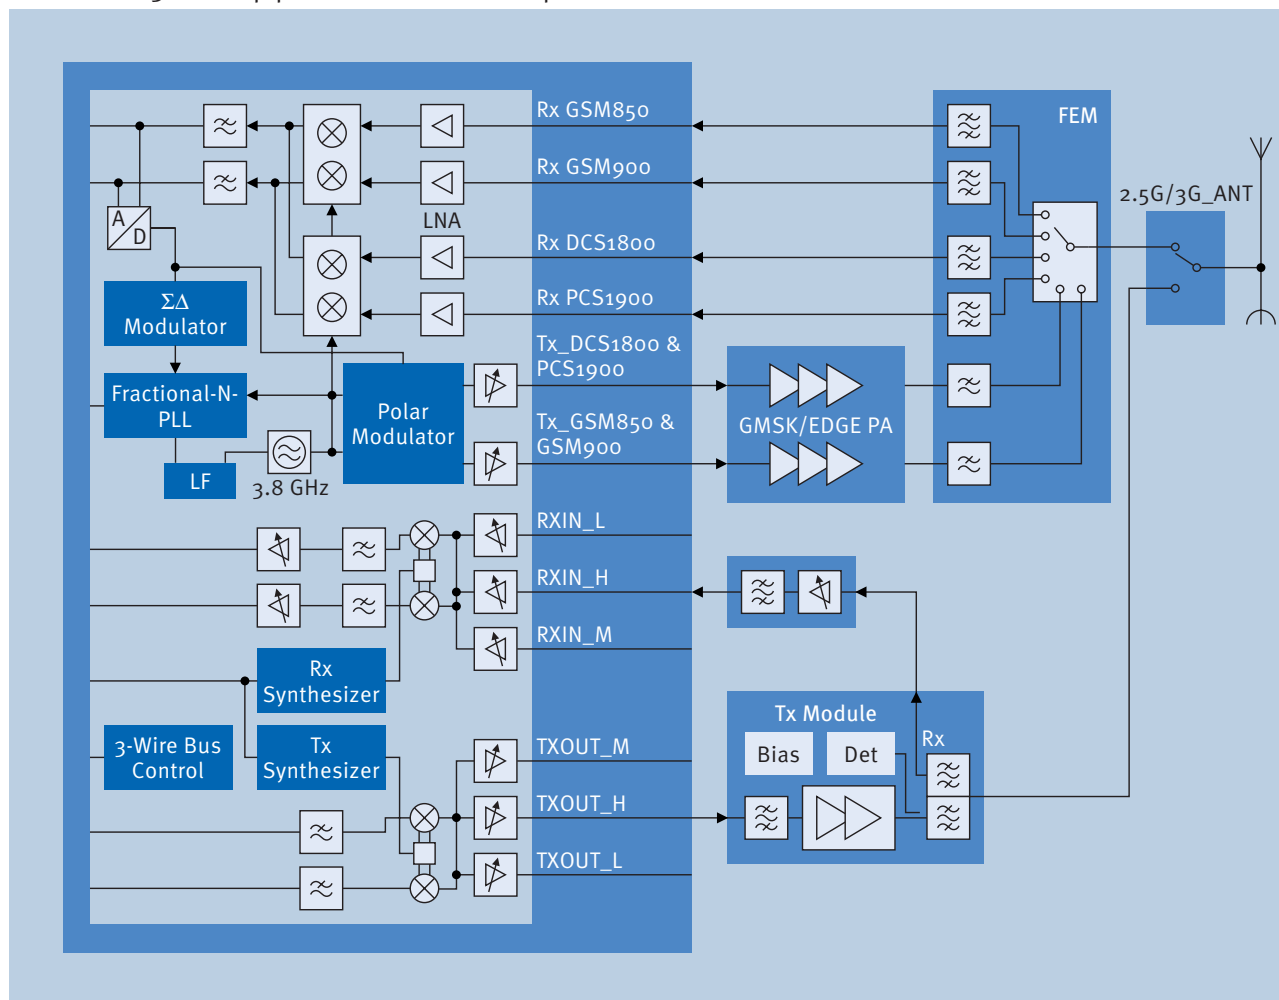 Rx GSM850
FEM
Rx GSM900
2.5G/3G_ANT
A
D
LNA
Rx DCS1800
Rx PCS1900
ΣΔ
Modulator
Tx_DCS1800 &
PCS1900
Fractional-N-
PLL
Polar
Modulator
GMSK/EDGE PA
Tx_GSM850 &
GSM900
LF
3.8 GHz
RXIN_L
RXIN_H
RXIN_M
Rx
Synthesizer
Tx Module
3-Wire Bus
Control
Tx
Synthesizer
TXOUT_M
Bias
Det
Rx
TXOUT_H
TXOUT_L